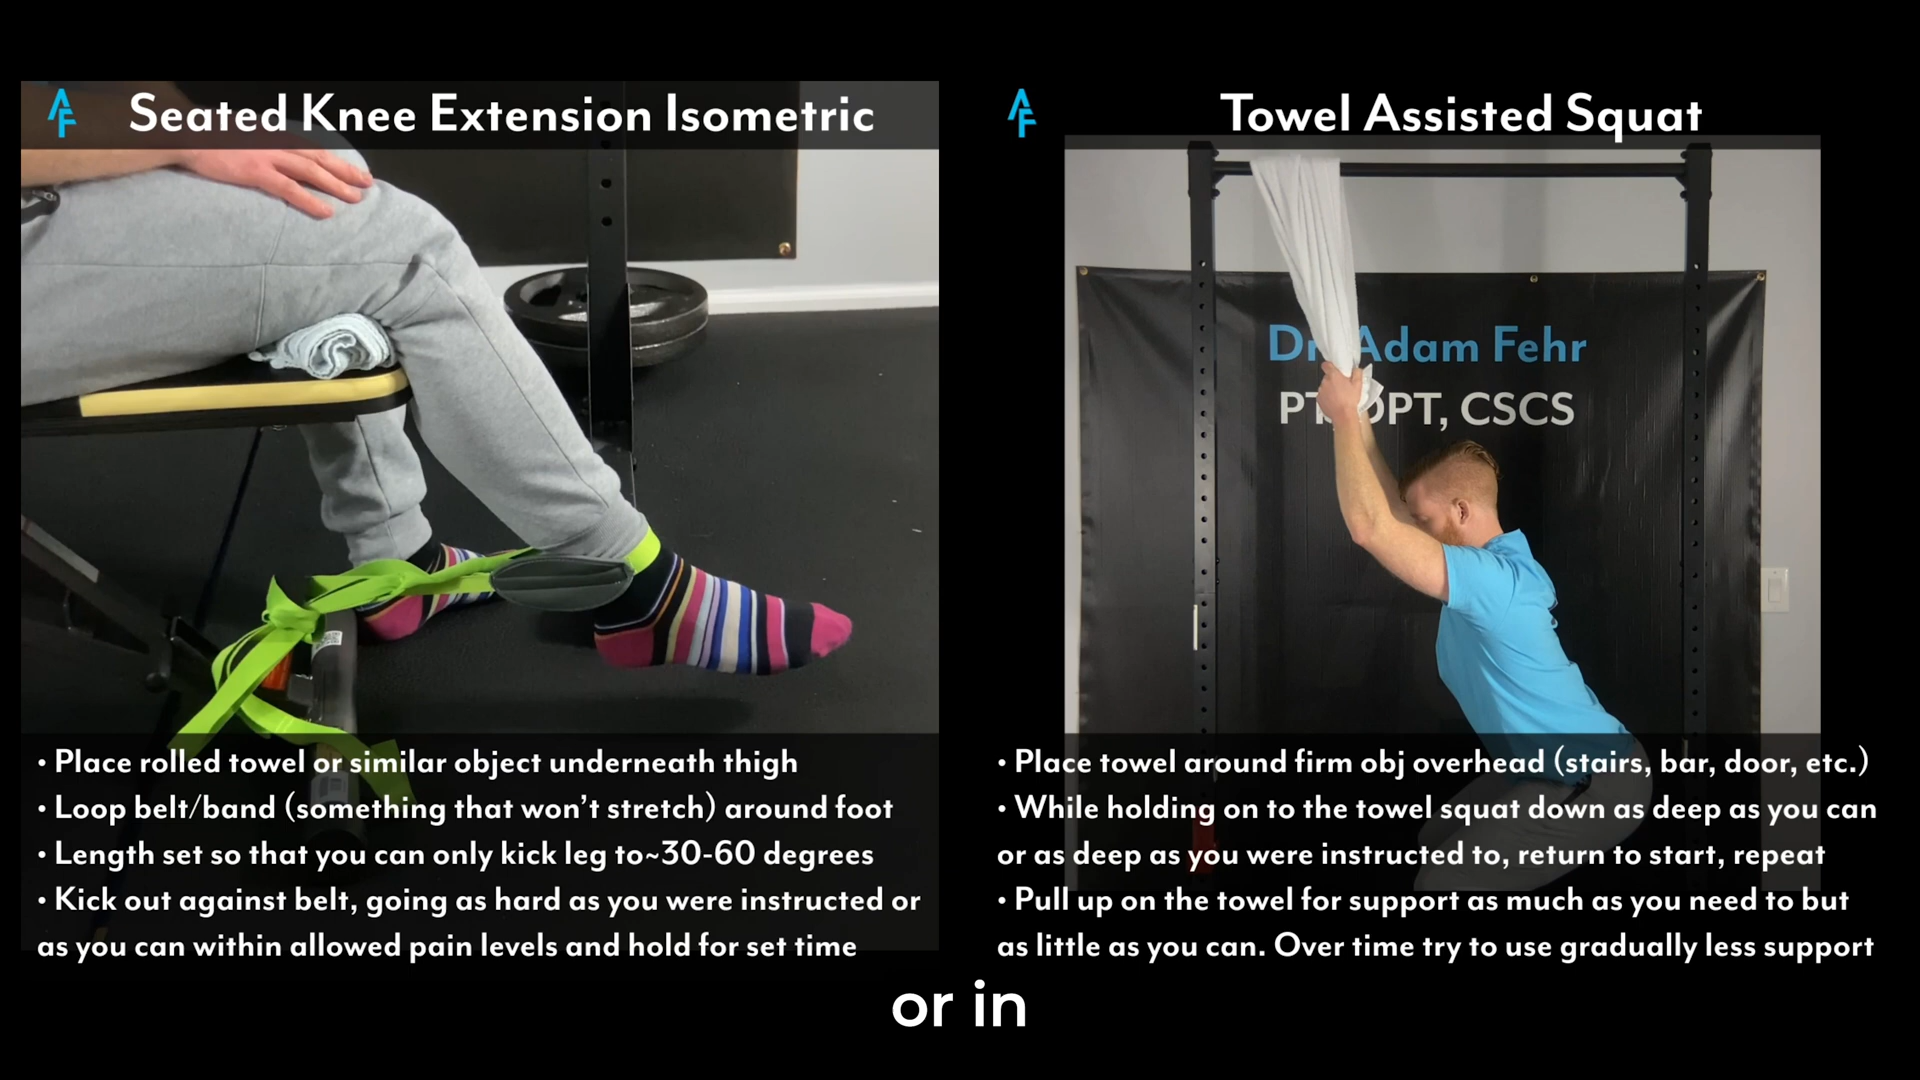 AF Seated Knee Extension Isometric
• Place rolled towel or similar object underneath thigh
• Loop belt/band (something that won't stretch) around foot
• Length set so that you can only kick leg to~30-60 degrees
• Kick out against belt, going as hard as you were instructed or
as you can within allowed pain levels and hold for set time
AF Towel Assisted Squat
Dr. Adam Fehr
PT, DPT, CSCS
• Place towel around firm obj overhead (stairs, bar, door, etc.)
• While holding on to the towel squat down as deep as you can
or as deep as you were instructed to, return to start, repeat
• Pull up on the towel for support as much as you need to but
as little as you can. Over time try to use gradually less support
or in